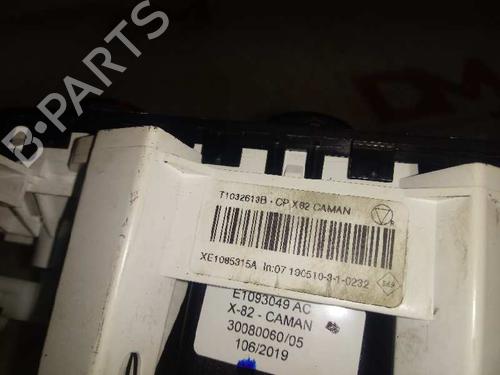 B-PARTS
T1032613B - CP X82 CAMAN
XE1085315A In:07 190510-3-1-0232
E1093049 AC
X-82 - CAMAN
30080060/05
106/2019